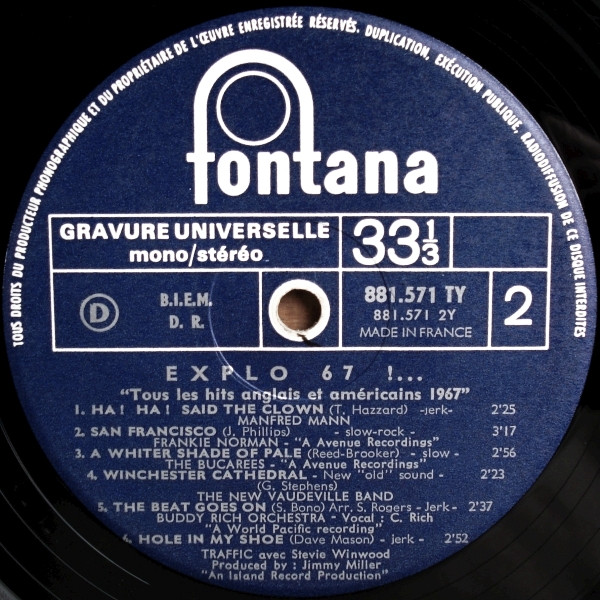 TOUS DROITS DU PRODUCTEUR PHONOGRAPHIQUE ET DU PROPRIÉTAIRE DE L'ŒUVRE ENREGISTRÉE RÉSERVÉS. DUPLICATION, EXÉCUTION PUBLIQUE, RADIODIFFUSION DE CE DISQUE INTERDITES
fontana
GRAVURE UNIVERSELLE
mono/stéréo
33 1/3
D
B.I.E.M.
D. R.
881.571 TY
881.571 2Y
MADE IN FRANCE
2
EXPLO 67 !...
"Tous les hits anglais et américains 1967"
1. HA! HA! SAID THE CLOWN (T. Hazzard) -jerk- 2'25
MANFRED MANN
2. SAN FRANCISCO (J. Phillips) - slow-rock - 3'17
FRANKIE NORMAN - "A Avenue Recordings"
3. A WHITER SHADE OF PALE (Reed-Brooker) - slow - 2'56
THE BUCAREES - "A Avenue Recordings"
4. WINCHESTER CATHEDRAL - New "old" sound - 2'23
(G. Stephens)
THE NEW VAUDEVILLE BAND
5. THE BEAT GOES ON (S. Bono) Arr. S. Rogers - Jerk - 2'37
BUDDY RICH ORCHESTRA - Vocal : C. Rich
"A World Pacific recording"
6. HOLE IN MY SHOE (Dave Mason) - jerk - 2'52
TRAFFIC avec Stevie Winwood
Produced by : Jimmy Miller
"An Island Record Production"